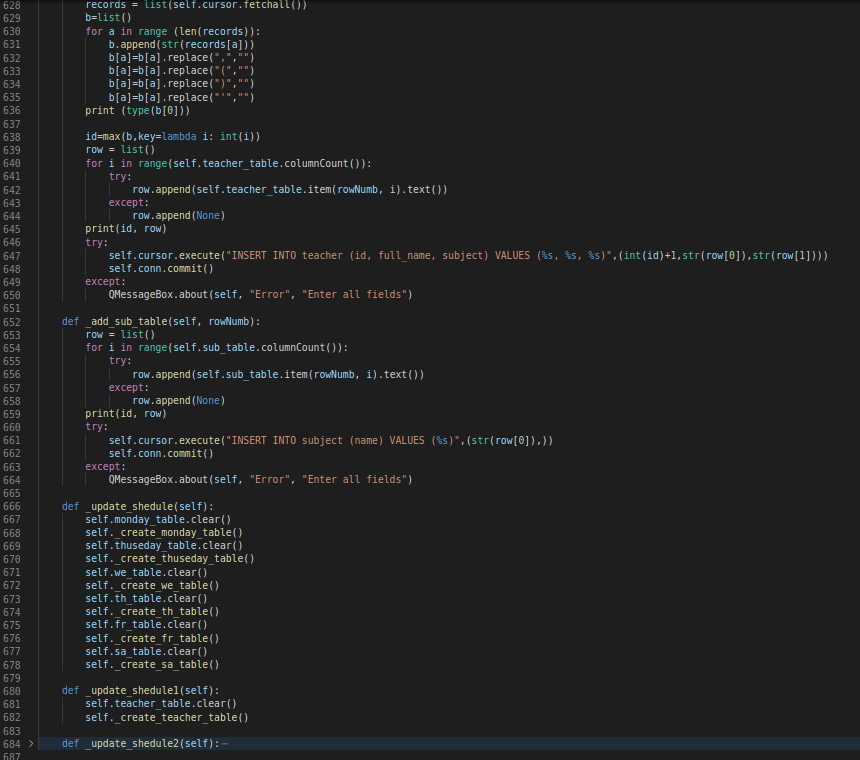 628 records = list(self.cursor.fetchall())
629 b=list()
630 for a in range (len(records)):
631 b.append(str(records[a]))
632 b[a]=b[a].replace(",","")
633 b[a]=b[a].replace("(","")
634 b[a]=b[a].replace(")","")
635 b[a]=b[a].replace("'","")
636 print (type(b[0]))
637
638 id=max(b,key=lambda i: int(i))
639 row = list()
640 for i in range(self.teacher_table.columnCount()):
641 try:
642 row.append(self.teacher_table.item(rowNumb, i).text())
643 except:
644 row.append(None)
645 print(id, row)
646 try:
647 self.cursor.execute("INSERT INTO teacher (id, full_name, subject) VALUES (%s, %s, %s)",(int(id)+1,str(row[0]),str(row[1])))
648 self.conn.commit()
649 except:
650 QMessageBox.about(self, "Error", "Enter all fields")
651
652 def _add_sub_table(self, rowNumb):
653 row = list()
654 for i in range(self.sub_table.columnCount()):
655 try:
656 row.append(self.sub_table.item(rowNumb, i).text())
657 except:
658 row.append(None)
659 print(id, row)
660 try:
661 self.cursor.execute("INSERT INTO subject (name) VALUES (%s)",(str(row[0]),))
662 self.conn.commit()
663 except:
664 QMessageBox.about(self, "Error", "Enter all fields")
665
666 def _update_shedule(self):
667 self.monday_table.clear()
668 self._create_monday_table()
669 self.thuseday_table.clear()
670 self._create_thuseday_table()
671 self.we_table.clear()
672 self._create_we_table()
673 self.th_table.clear()
674 self._create_th_table()
675 self.fr_table.clear()
676 self._create_fr_table()
677 self.sa_table.clear()
678 self._create_sa_table()
679
680 def _update_shedule1(self):
681 self.teacher_table.clear()
682 self._create_teacher_table()
683
684 > def _update_shedule2(self):⋯
687